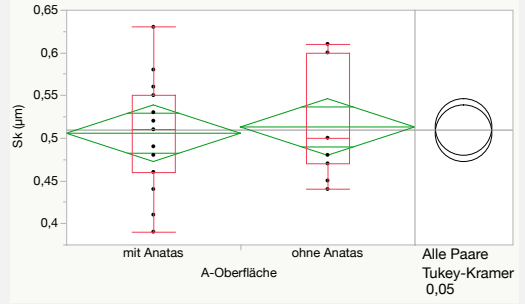 0,65
0,6
0,55
0,5
0,45
0,4
Sk (µm)
mit Anatas
ohne Anatas
A-Oberfläche
Alle Paare
Tukey-Kramer
0,05